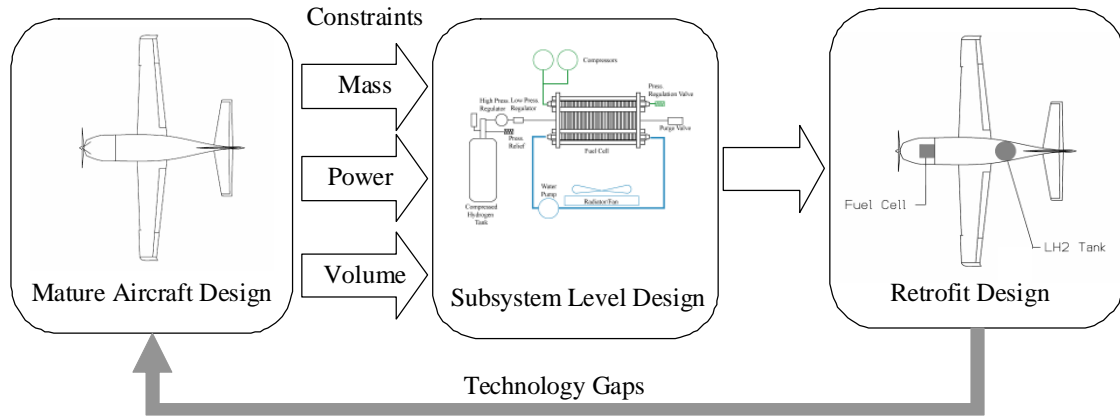 Constraints
Mass
Power
Volume
Mature Aircraft Design
Compressors
Press.
Regulation Valve
High Press.
Regulator
Low Press.
Regulator
Press.
Relief
Purge Valve
Fuel Cell
Water
Pump
Radiator/Fan
Compressed
Hydrogen
Tank
Subsystem Level Design
Fuel Cell
LH2 Tank
Retrofit Design
Technology Gaps